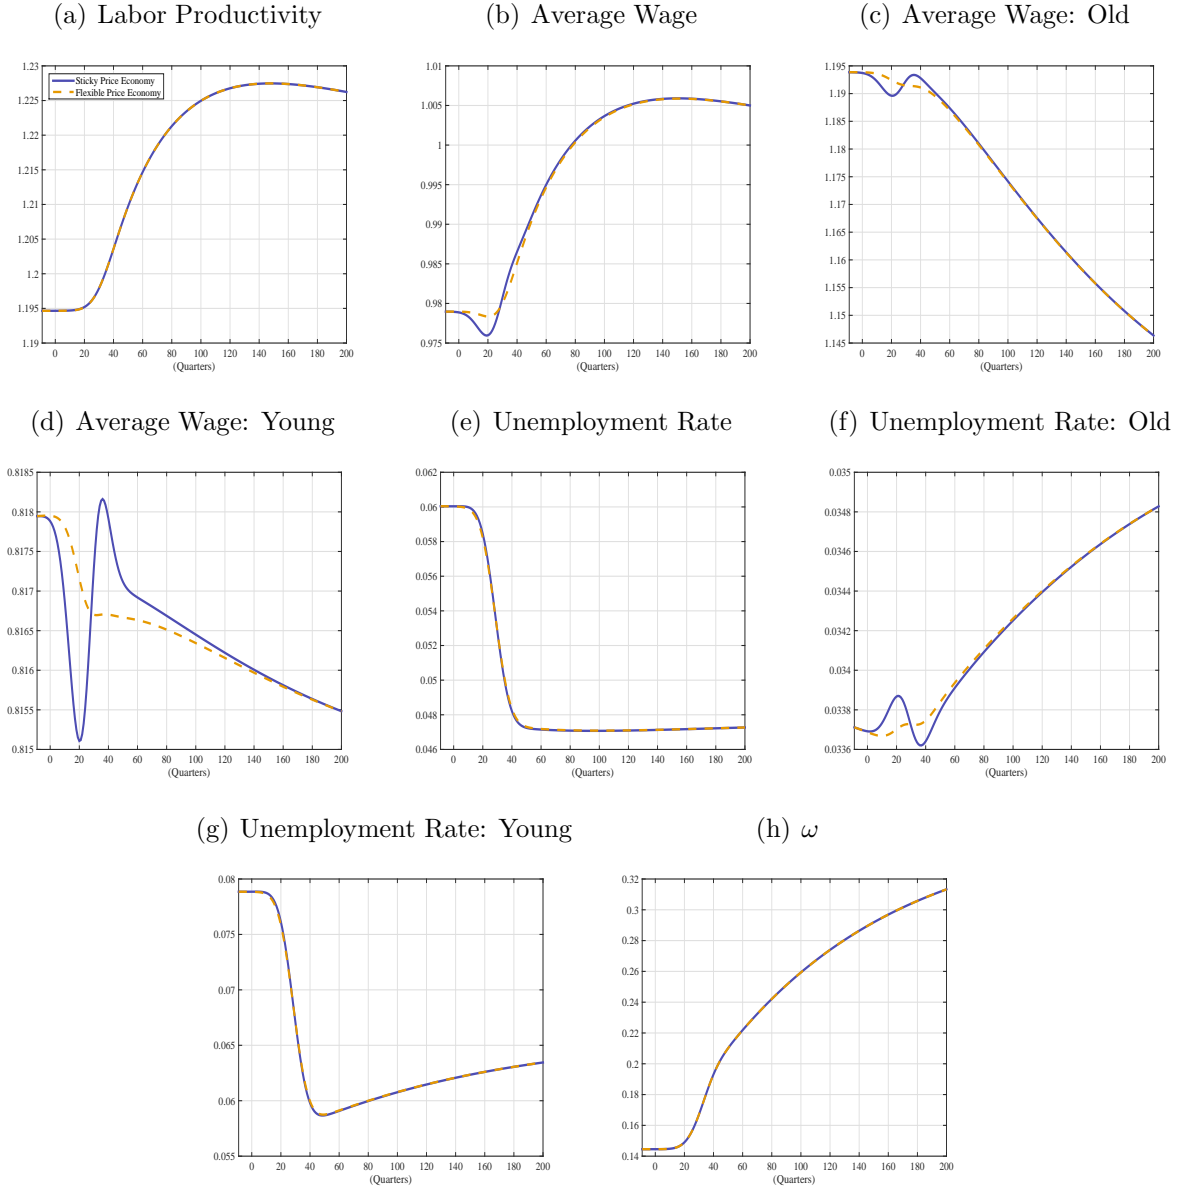 (a) Labor Productivity
1.23
1.225
1.22
1.215
1.21
1.205
1.2
1.195
1.19
Sticky Price Economy
Flexible Price Economy
0 20 40 60 80 100 120 140 160 180 200
(Quarters)
(b) Average Wage
1.01
1.005
1
0.995
0.99
0.985
0.98
0.975
0 20 40 60 80 100 120 140 160 180 200
(Quarters)
(c) Average Wage: Old
1.195
1.19
1.185
1.18
1.175
1.17
1.165
1.16
1.155
1.15
1.145
0 20 40 60 80 100 120 140 160 180 200
(Quarters)
(d) Average Wage: Young
0.8185
0.818
0.8175
0.817
0.8165
0.816
0.8155
0.815
0 20 40 60 80 100 120 140 160 180 200
(Quarters)
(e) Unemployment Rate
0.062
0.06
0.058
0.056
0.054
0.052
0.05
0.048
0.046
0 20 40 60 80 100 120 140 160 180 200
(Quarters)
(f) Unemployment Rate: Old
0.035
0.0348
0.0346
0.0344
0.0342
0.034
0.0338
0.0336
0 20 40 60 80 100 120 140 160 180 200
(Quarters)
(g) Unemployment Rate: Young
0.08
0.075
0.07
0.065
0.06
0.055
0 20 40 60 80 100 120 140 160 180 200
(Quarters)
(h) ω
0.32
0.3
0.28
0.26
0.24
0.22
0.2
0.18
0.16
0.14
0 20 40 60 80 100 120 140 160 180 200
(Quarters)